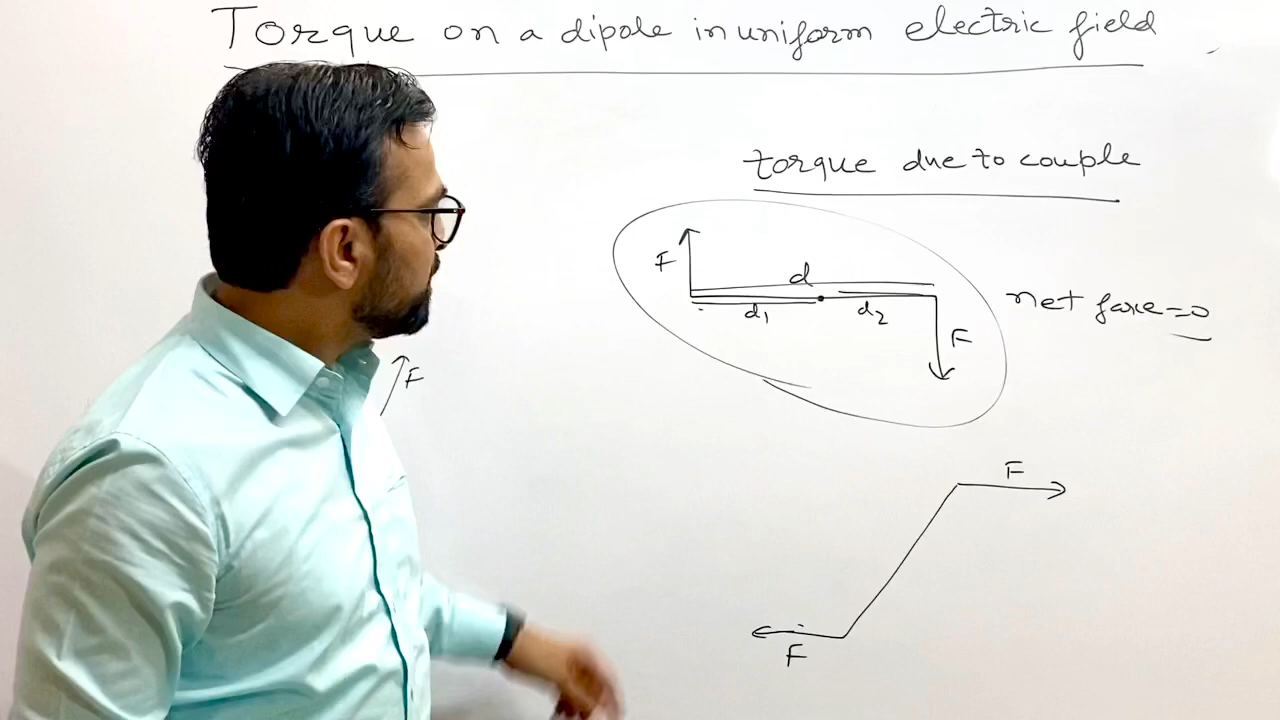 Torque on a dipole in uniform electric field
torque due to couple
F
d
d1 d2
net force = 0
F
F
F
F